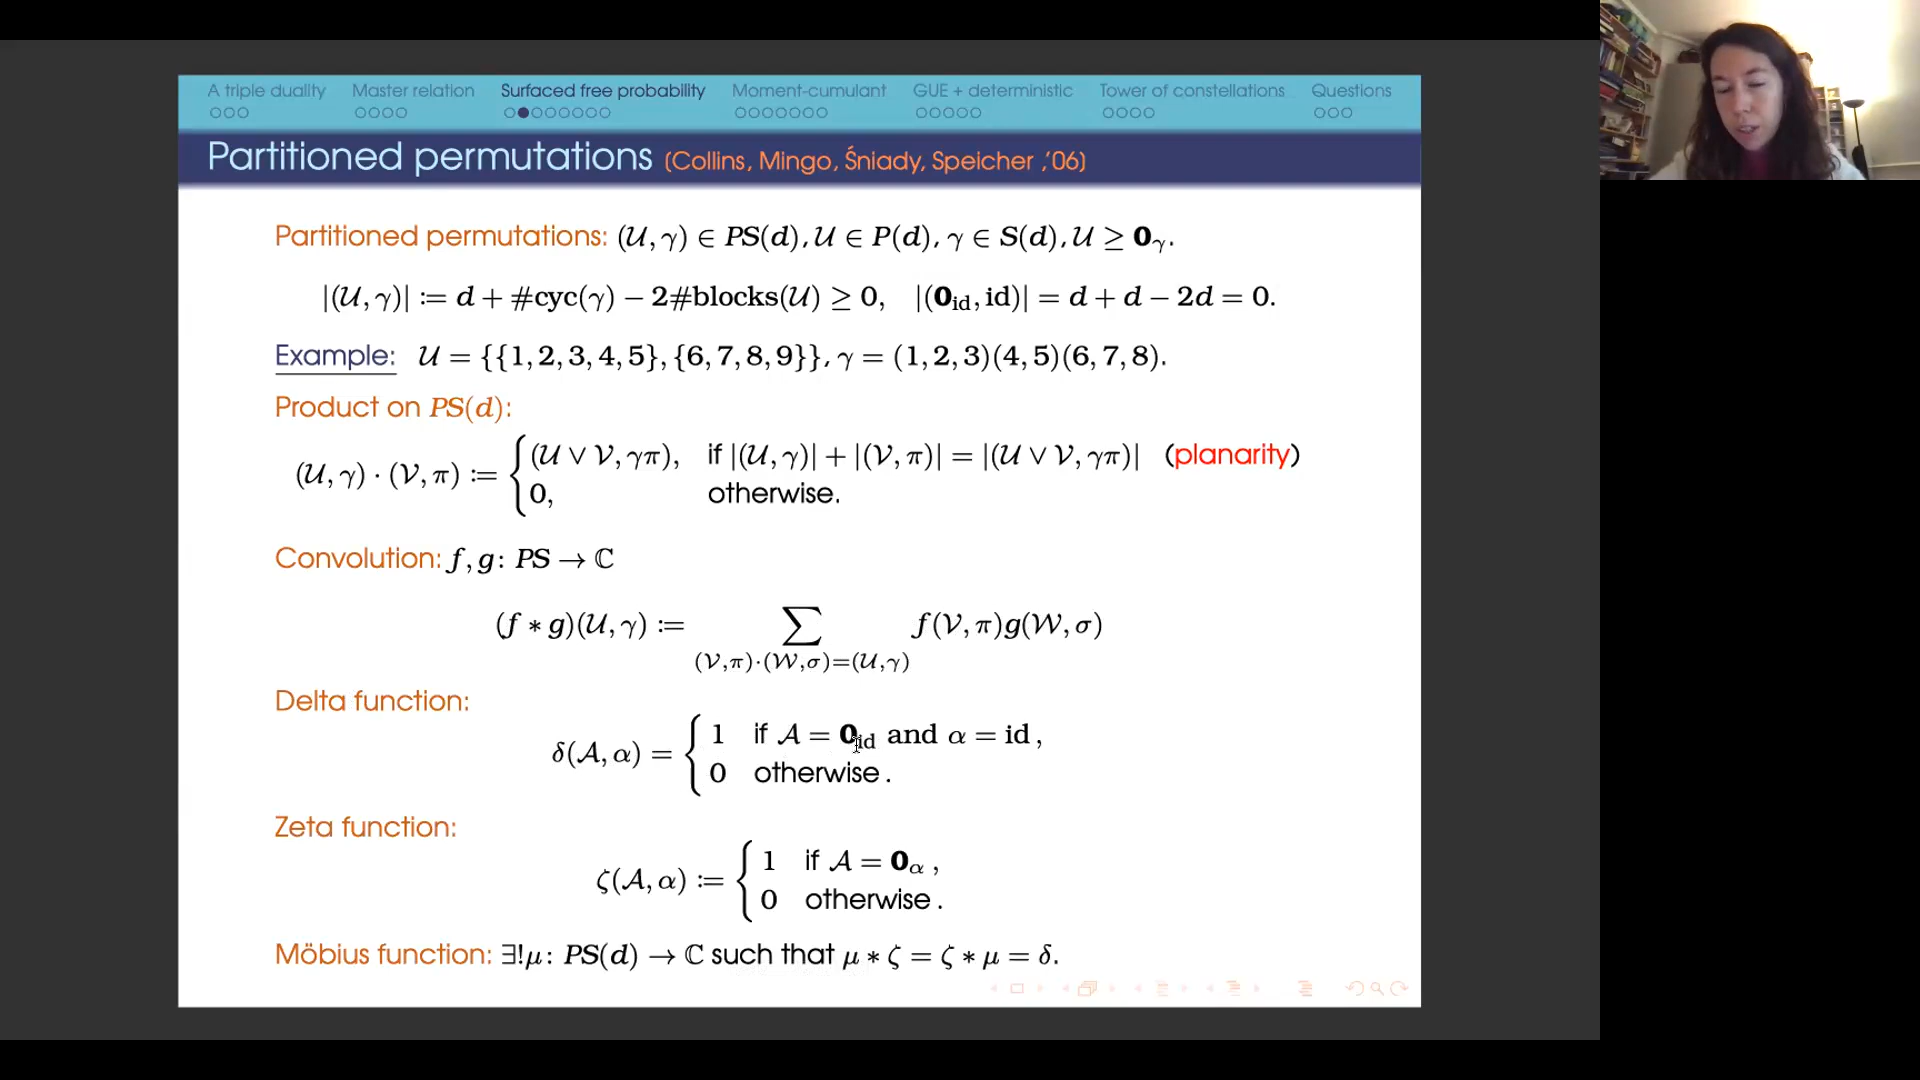 A triple duality Master relation Surfaced free probability Moment-cumulant GUE + deterministic Tower of constellations Questions
Partitioned permutations (Collins, Mingo, Śniady, Speicher ,'06)
Partitioned permutations: (𝒰, γ) ∈ PS(d), 𝒰 ∈ P(d), γ ∈ S(d), 𝒰 ≥ 𝟎_γ.
|(𝒰, γ)| ≔ d + #cyc(γ) − 2#blocks(𝒰) ≥ 0, |(𝟎_id, id)| = d + d − 2d = 0.
Example: 𝒰 = {{1, 2, 3, 4, 5}, {6, 7, 8, 9}}, γ = (1, 2, 3)(4, 5)(6, 7, 8).
Product on PS(d):
(𝒰, γ) · (𝒱, π) ≔ { (𝒰 ∨ 𝒱, γπ), if |(𝒰, γ)| + |(𝒱, π)| = |(𝒰 ∨ 𝒱, γπ)| (planarity)
0, otherwise.
Convolution: f, g: PS → ℂ
(f ∗ g)(𝒰, γ) ≔ ∑ f(𝒱, π)g(𝒲, σ)
(𝒱,π)·(𝒲,σ)=(𝒰,γ)
Delta function:
δ(𝒜, α) = { 1 if 𝒜 = 𝟎_id and α = id ,
0 otherwise .
Zeta function:
ζ(𝒜, α) ≔ { 1 if 𝒜 = 𝟎_α ,
0 otherwise .
Möbius function: ∃!μ: PS(d) → ℂ such that μ ∗ ζ = ζ ∗ μ = δ.